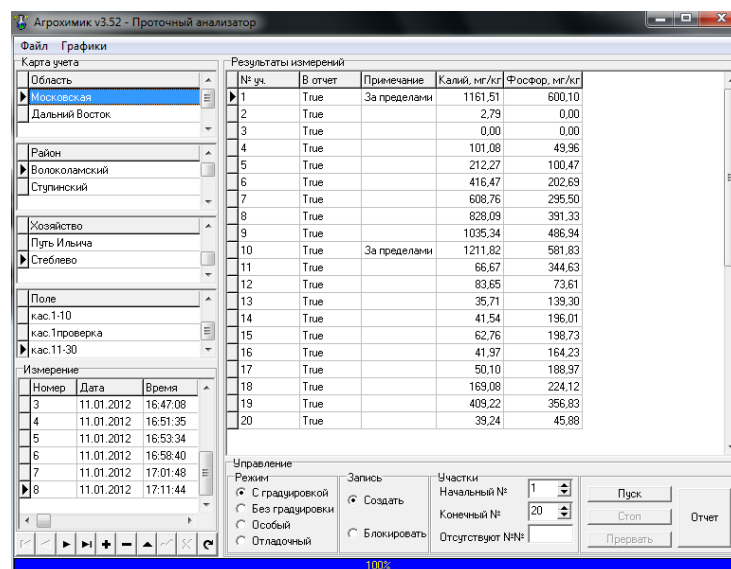 Агрохимик v3.52 - Проточный анализатор
Файл Графики
Карта учета
Область
Московская
Дальний Восток
Район
Волоколамский
Ступинский
Хозяйство
Путь Ильича
Стеблево
Поле
кас.1-10
кас.1проверка
кас.11-30
Измерение
Номер Дата Время
3 11.01.2012 16:47:08
4 11.01.2012 16:51:35
5 11.01.2012 16:53:34
6 11.01.2012 16:58:40
7 11.01.2012 17:01:48
8 11.01.2012 17:11:44
Результаты измерений
№ уч. В отчет Примечание Калий, мг/кг Фосфор, мг/кг
1 True За пределами 1161,51 600,10
2 True 2,79 0,00
3 True 0,00 0,00
4 True 101,08 49,96
5 True 212,27 100,47
6 True 416,47 202,69
7 True 608,76 295,50
8 True 828,09 391,33
9 True 1035,34 486,94
10 True За пределами 1211,82 581,83
11 True 66,67 344,63
12 True 83,65 73,61
13 True 35,71 139,30
14 True 41,54 196,01
15 True 62,76 198,73
16 True 41,97 164,23
17 True 50,10 188,97
18 True 169,08 224,12
19 True 409,22 356,83
20 True 39,24 45,88
Управление
Режим
С градуировкой
Без градуировки
Особый
Отладочный
Запись
Создать
Блокировать
Участки
Начальный № 1
Конечный № 20
Отсутствуют №№
Пуск
Стоп
Прервать
Отчет
100%